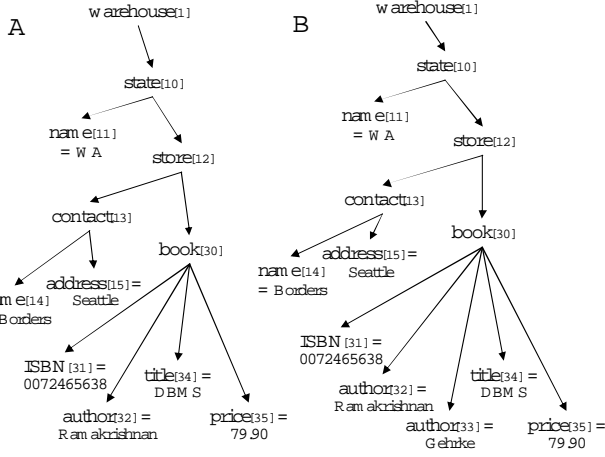 A
warehouse[1]
state[10]
name[11]
= WA
store[12]
contact[13]
book[30]
me[14]
Borders
address[15] =
Seattle
ISBN [31] =
0072465638
title[34] =
DBMS
author[32] =
Ramakrishnan
price[35] =
79.90
B
warehouse[1]
state[10]
name[11]
= WA
store[12]
contact[13]
book[30]
name[14]
= Borders
address[15] =
Seattle
ISBN [31] =
0072465638
author[32] =
Ramakrishnan
title[34] =
DBMS
author[33] =
Gehrke
price[35] =
79.90